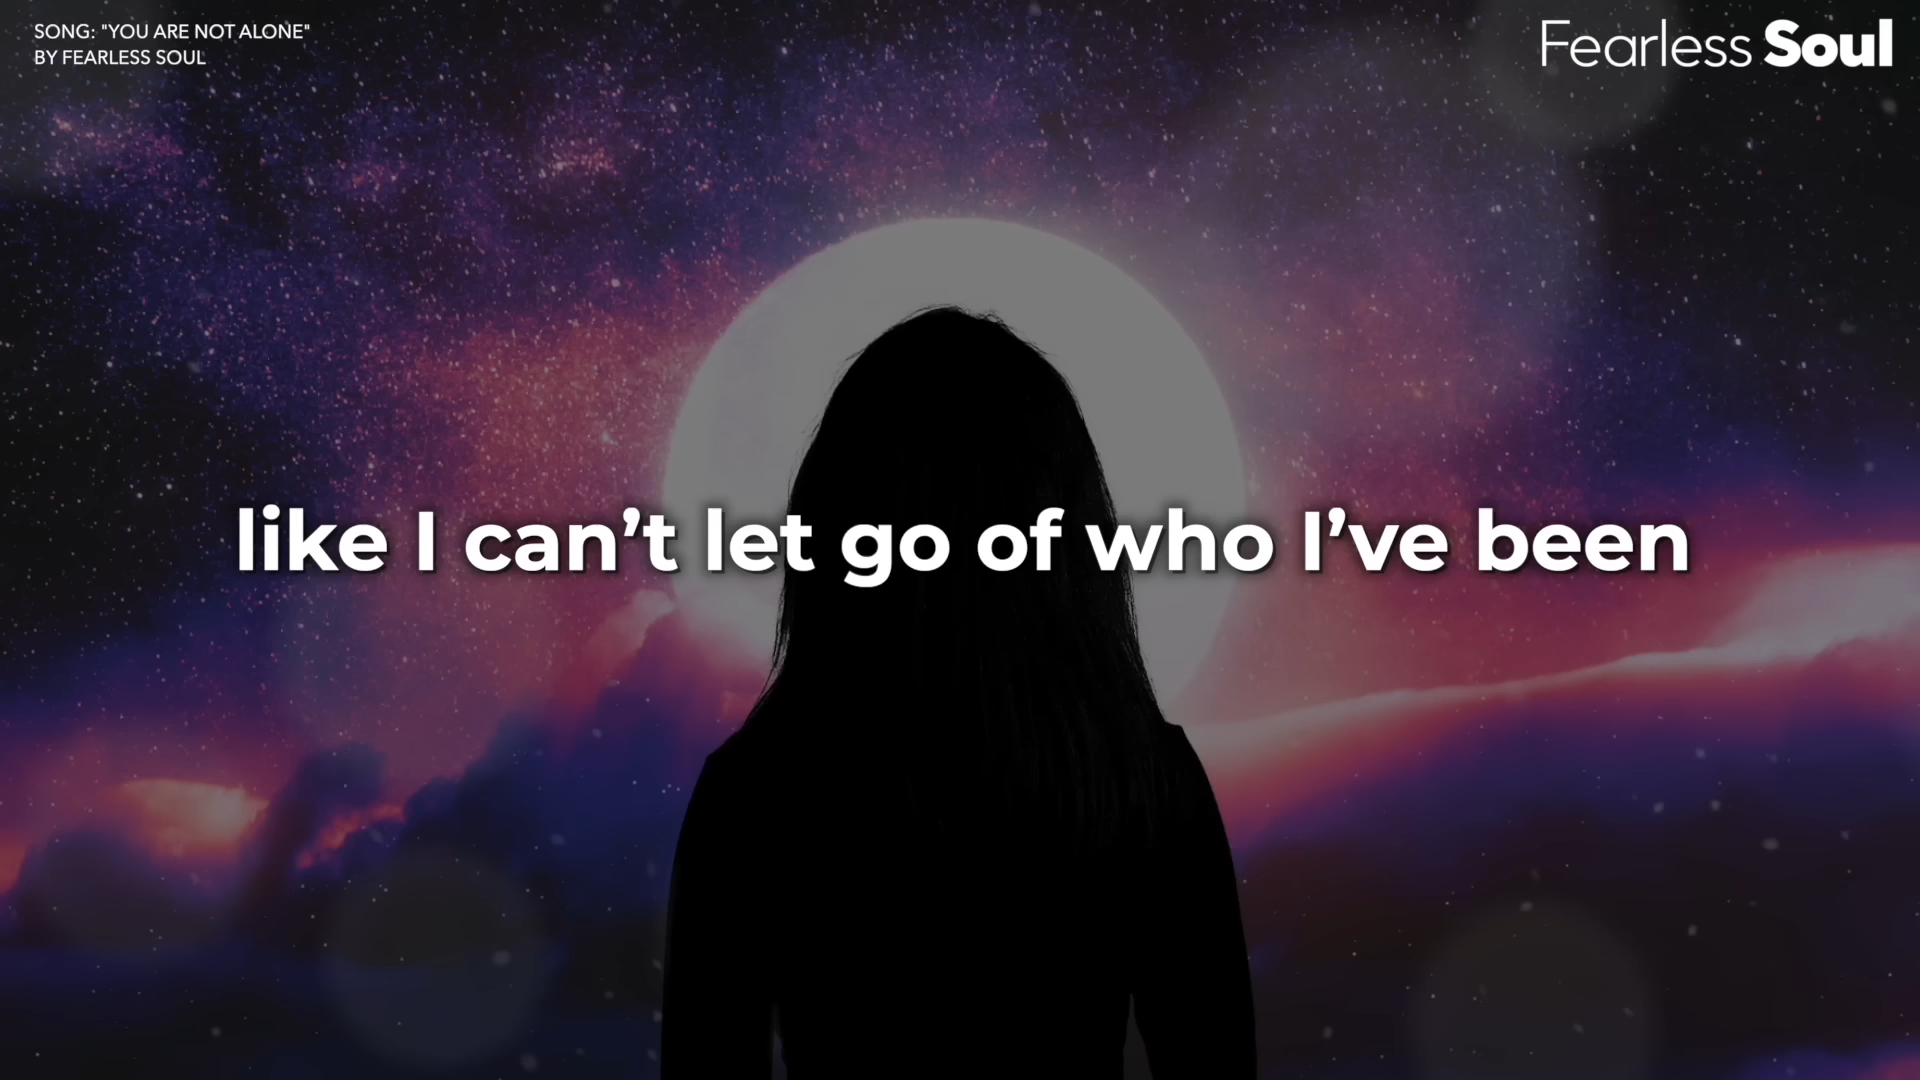 SONG: "YOU ARE NOT ALONE"
BY FEARLESS SOUL
Fearless Soul
like I can’t let go of who I’ve been